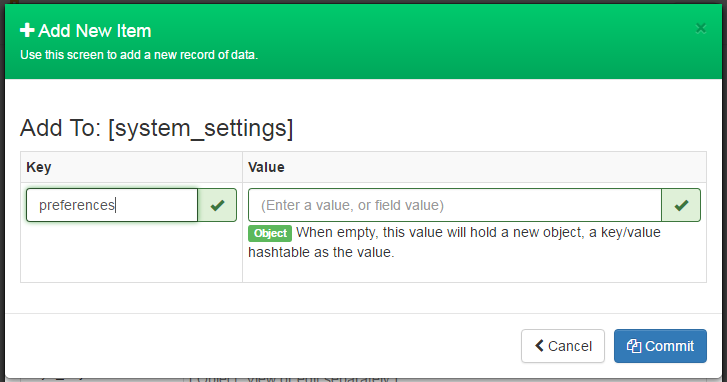 Add New Item
×
Use this screen to add a new record of data.
Add To: [system_settings]
Key
Value
preferences
(Enter a value, or field value)
Object When empty, this value will hold a new object, a key/value
hashtable as the value.
Cancel
Commit